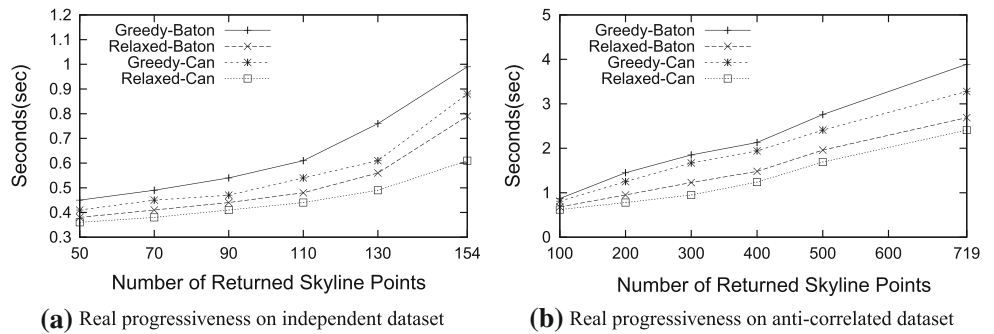 1.2
1.1
1
0.9
0.8
0.7
0.6
0.5
0.4
0.3
Seconds(sec)
Greedy-Baton
Relaxed-Baton
Greedy-Can
Relaxed-Can
50 70 90 110 130 154
Number of Returned Skyline Points
(a) Real progressiveness on independent dataset
5
4
3
2
1
0
Seconds(sec)
Greedy-Baton
Relaxed-Baton
Greedy-Can
Relaxed-Can
100 200 300 400 500 600 719
Number of Returned Skyline Points
(b) Real progressiveness on anti-correlated dataset